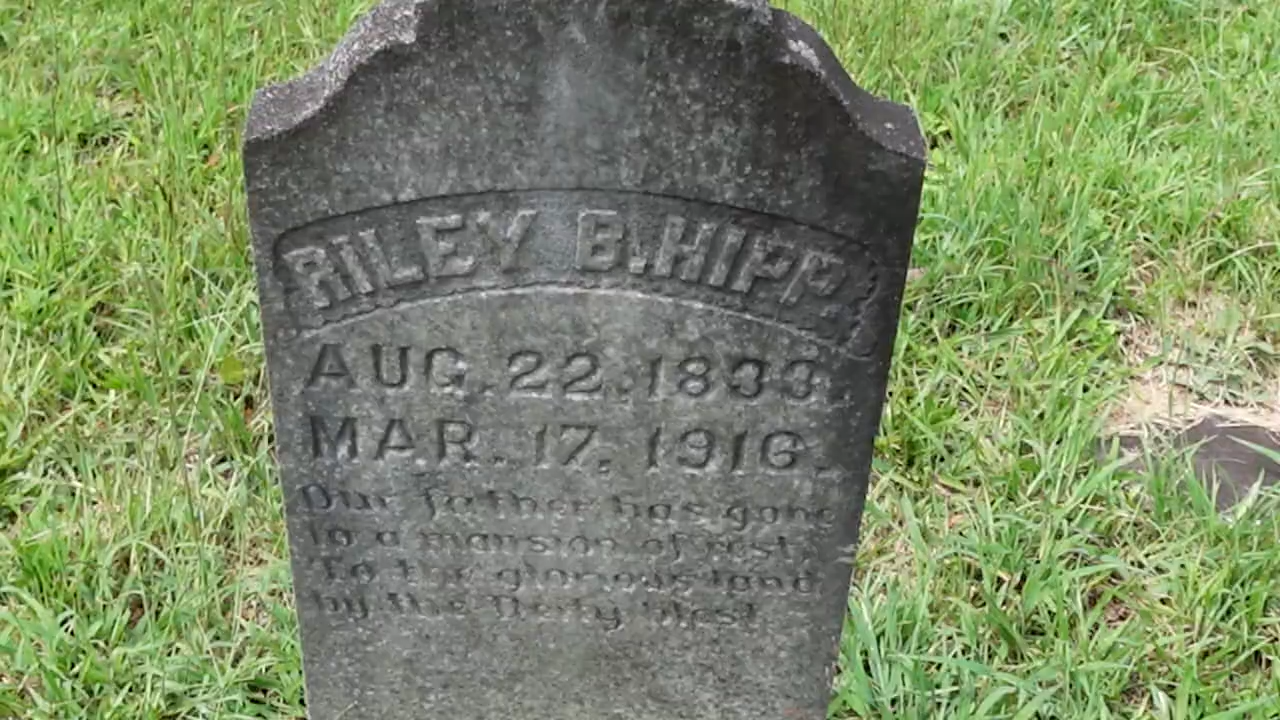 RILEY B. HIPP.
AUG. 22. 1833.
MAR. 17, 1916.
Our father has gone
to a mansion of rest,
To the glorious land
by the Deity blest.